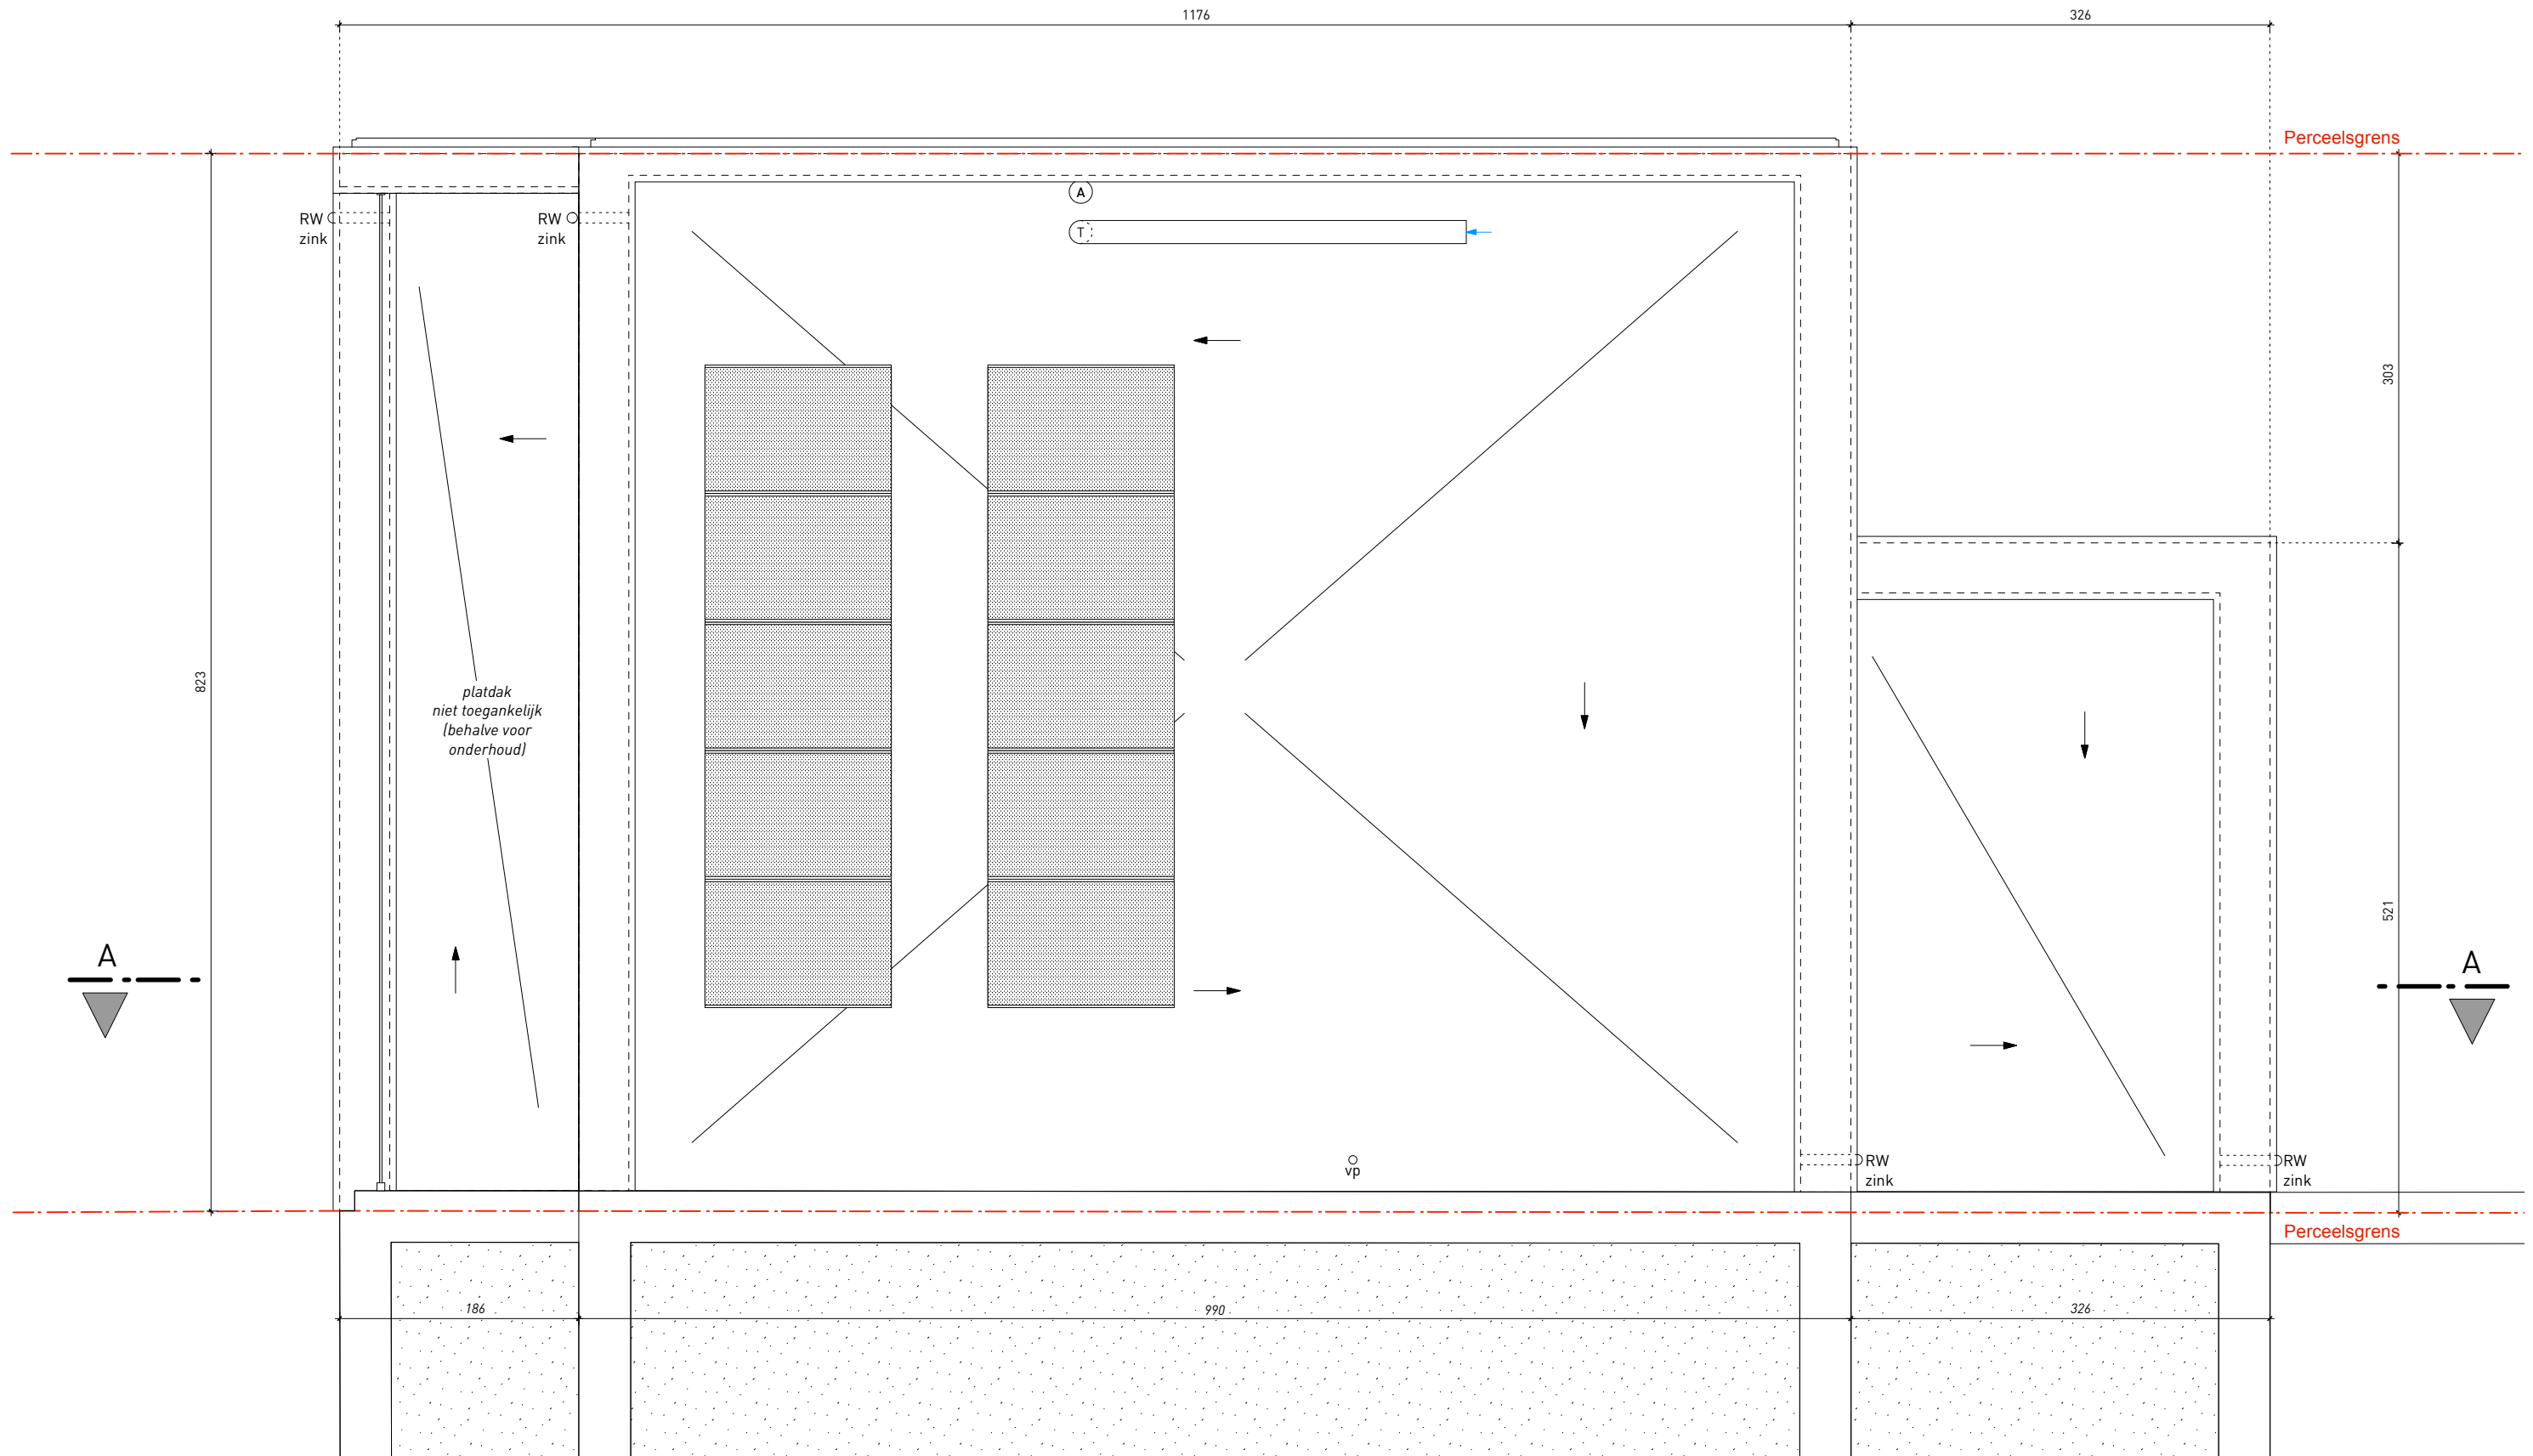 1176
326
Perceelsgrens
A
RW
zink
RW
zink
T
303
823
platdak
niet toegankelijk
(behalve voor
onderhoud)
521
A
A
vp
RW
zink
RW
zink
Perceelsgrens
186
990
326